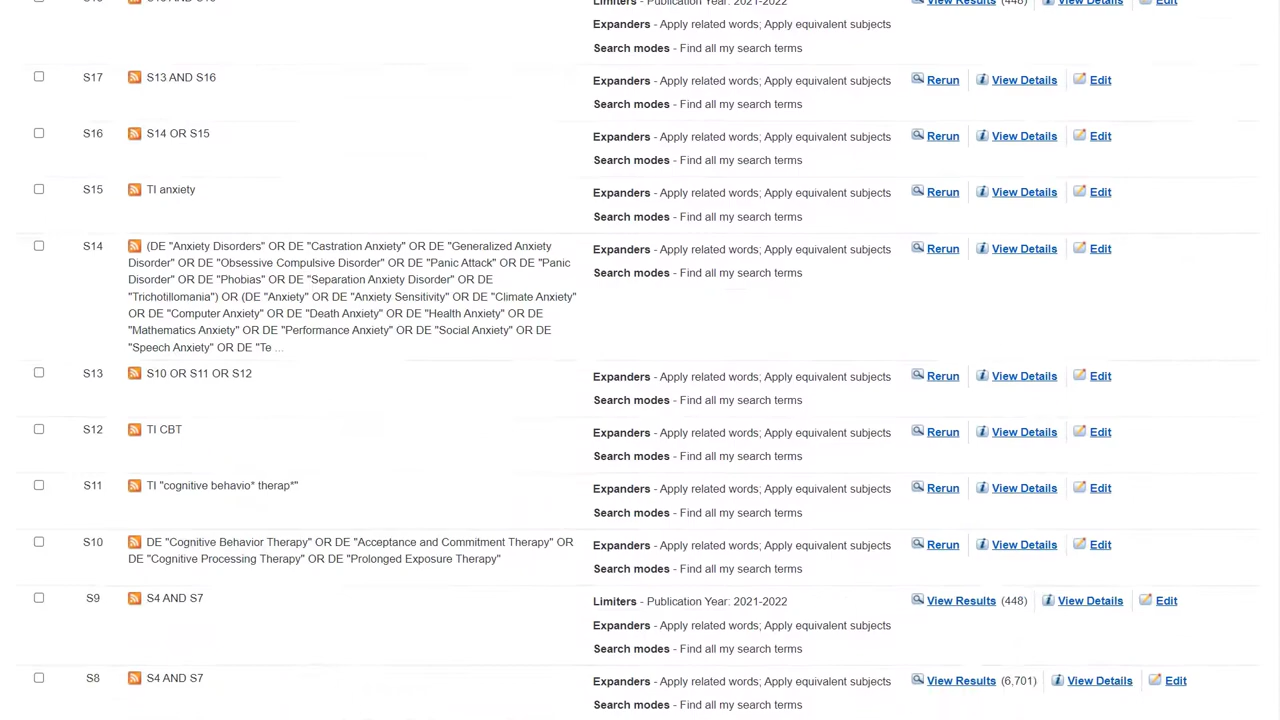 S13 AND S16
Limiters - Publication Year: 2021-2022
View Results (448) View Details Edit
Expanders - Apply related words; Apply equivalent subjects
Search modes - Find all my search terms
S17 S13 AND S16
Expanders - Apply related words; Apply equivalent subjects
Rerun View Details Edit
Search modes - Find all my search terms
S16 S14 OR S15
Expanders - Apply related words; Apply equivalent subjects
Rerun View Details Edit
Search modes - Find all my search terms
S15 TI anxiety
Expanders - Apply related words; Apply equivalent subjects
Rerun View Details Edit
Search modes - Find all my search terms
S14 (DE "Anxiety Disorders" OR DE "Castration Anxiety" OR DE "Generalized Anxiety
Disorder" OR DE "Obsessive Compulsive Disorder" OR DE "Panic Attack" OR DE "Panic
Disorder" OR DE "Phobias" OR DE "Separation Anxiety Disorder" OR DE
"Trichotillomania") OR (DE "Anxiety" OR DE "Anxiety Sensitivity" OR DE "Climate Anxiety"
OR DE "Computer Anxiety" OR DE "Death Anxiety" OR DE "Health Anxiety" OR DE
"Mathematics Anxiety" OR DE "Performance Anxiety" OR DE "Social Anxiety" OR DE
"Speech Anxiety" OR DE "Te ...
Expanders - Apply related words; Apply equivalent subjects
Rerun View Details Edit
Search modes - Find all my search terms
S13 S10 OR S11 OR S12
Expanders - Apply related words; Apply equivalent subjects
Rerun View Details Edit
Search modes - Find all my search terms
S12 TI CBT
Expanders - Apply related words; Apply equivalent subjects
Rerun View Details Edit
Search modes - Find all my search terms
S11 TI "cognitive behavio* therap*"
Expanders - Apply related words; Apply equivalent subjects
Rerun View Details Edit
Search modes - Find all my search terms
S10 DE "Cognitive Behavior Therapy" OR DE "Acceptance and Commitment Therapy" OR
DE "Cognitive Processing Therapy" OR DE "Prolonged Exposure Therapy"
Expanders - Apply related words; Apply equivalent subjects
Rerun View Details Edit
Search modes - Find all my search terms
S9 S4 AND S7
Limiters - Publication Year: 2021-2022
View Results (448) View Details Edit
Expanders - Apply related words; Apply equivalent subjects
Search modes - Find all my search terms
S8 S4 AND S7
Expanders - Apply related words; Apply equivalent subjects
View Results (6,701) View Details Edit
Search modes - Find all my search terms